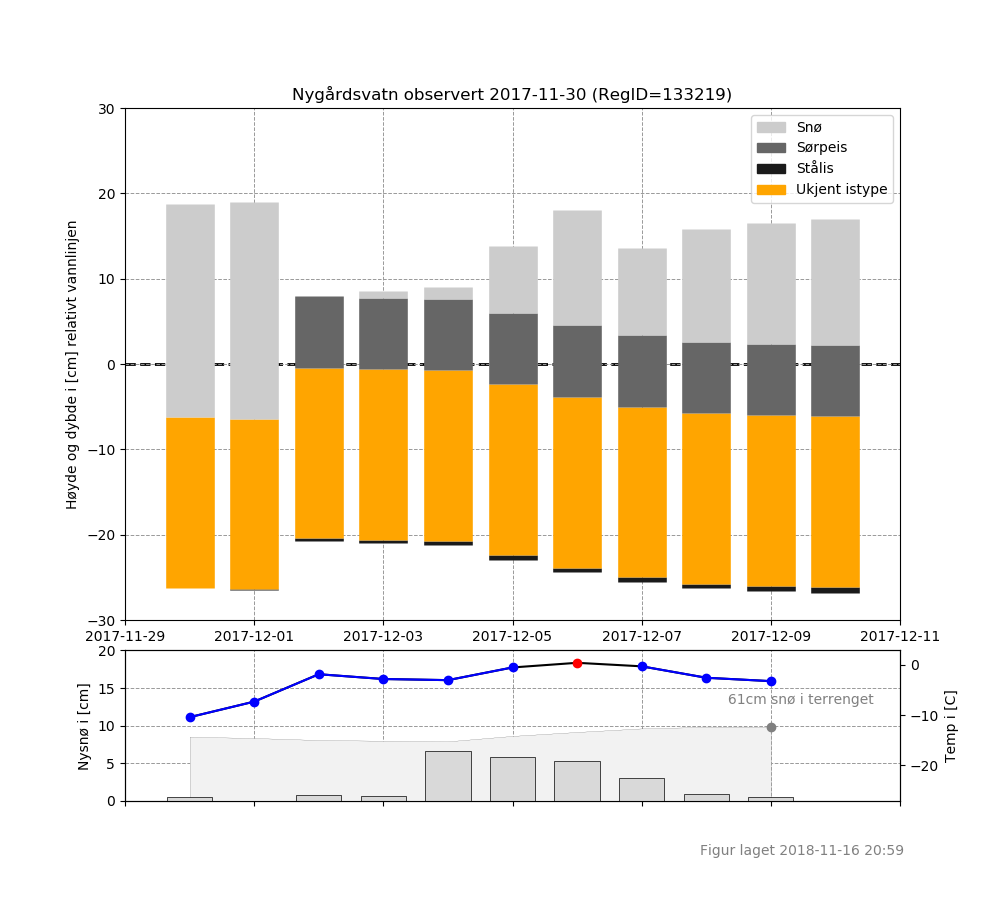 Nygårdsvatn observert 2017-11-30 (RegID=133219)
Høyde og dybde i [cm] relativt vannlinjen
30
20
10
0
−10
−20
−30
Snø
Sørpeis
Stålis
Ukjent istype
2017-11-29 2017-12-01 2017-12-03 2017-12-05 2017-12-07 2017-12-09 2017-12-11
Nysnø i [cm]
20
15
10
5
0
61cm snø i terrenget
0
−10
−20
Temp i [C]
Figur laget 2018-11-16 20:59